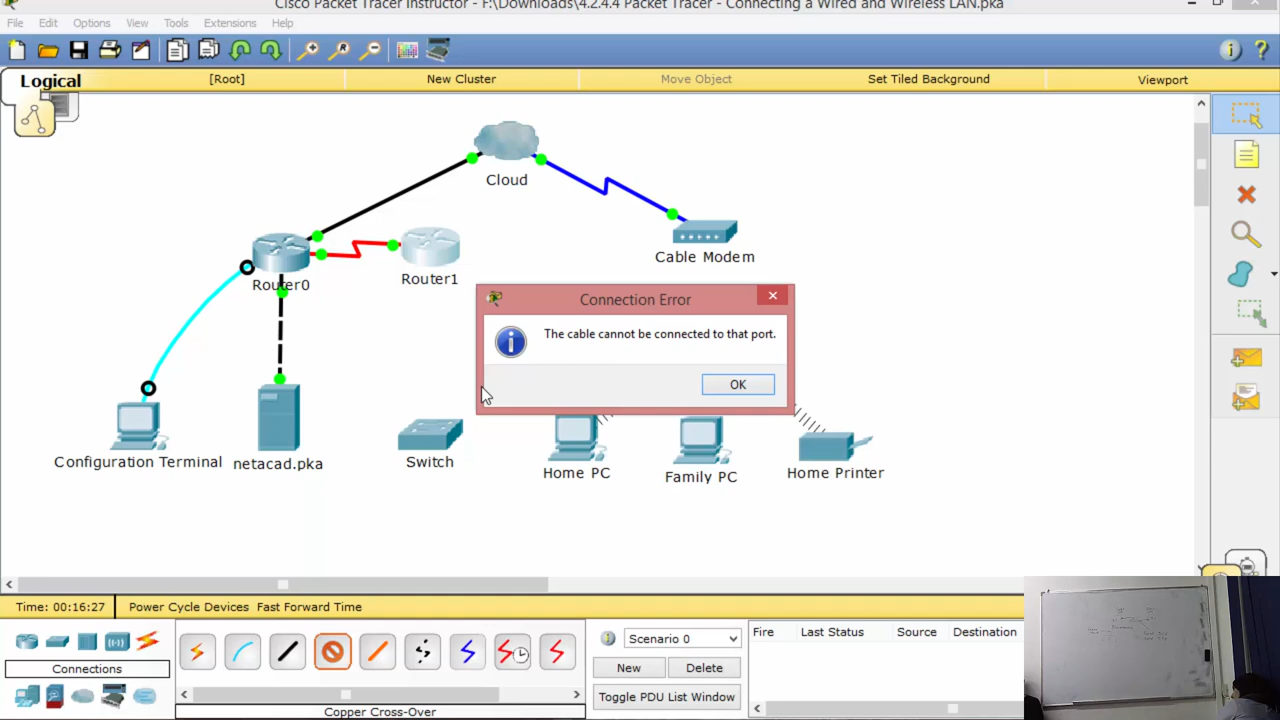 Cisco Packet Tracer Instructor - F:\Downloads\4.2.4.4 Packet Tracer - Connecting a Wired and Wireless LAN.pka
File Edit Options View Tools Extensions Help
Logical [Root] New Cluster Move Object Set Tiled Background Viewport
Cloud
Cable Modem
Router0
Router1
Connection Error
The cable cannot be connected to that port.
OK
Configuration Terminal
netacad.pka
Switch
Home PC
Family PC
Home Printer
Time: 00:16:27 Power Cycle Devices Fast Forward Time
Connections
Copper Cross-Over
Scenario 0
New Delete
Toggle PDU List Window
Fire Last Status Source Destination